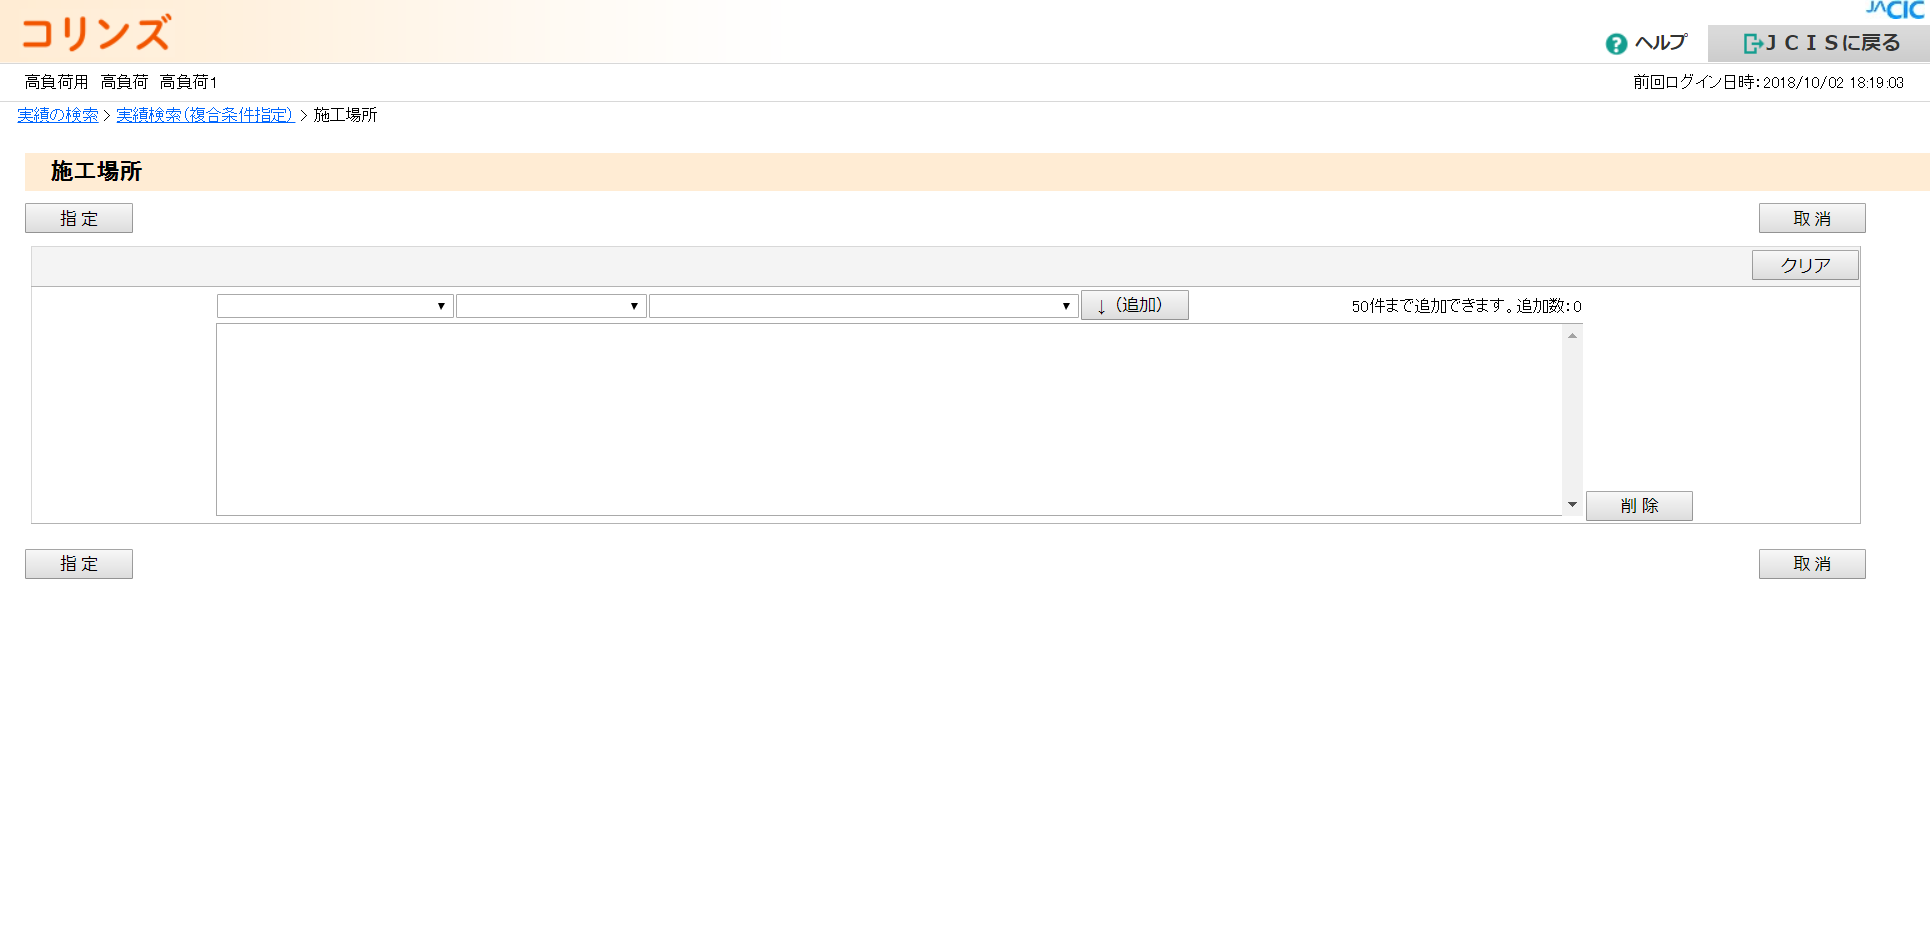 JACIC
コリンズ
ヘルプ
ＪＣＩＳに戻る
高負荷用 高負荷 高負荷1
前回ログイン日時：2018/10/02 18:19:03
実績の検索 > 実績検索（複合条件指定） > 施工場所
施工場所
指 定
取 消
クリア
↓（追加）
50件まで追加できます。追加数：0
削 除
指 定
取 消